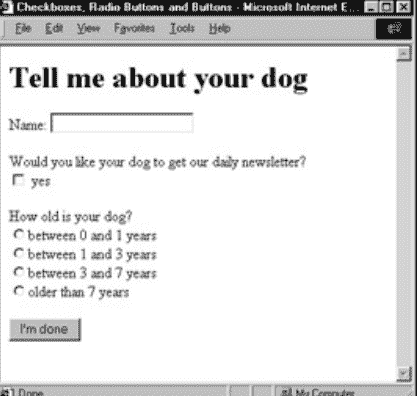 Checkboxes, Radio Buttons and Buttons - Microsoft Internet E...
File Edit View Favorites Tools Help
Tell me about your dog
Name:
Would you like your dog to get our daily newsletter?
yes
How old is your dog?
between 0 and 1 years
between 1 and 3 years
between 3 and 7 years
older than 7 years
I'm done
Done My Computer